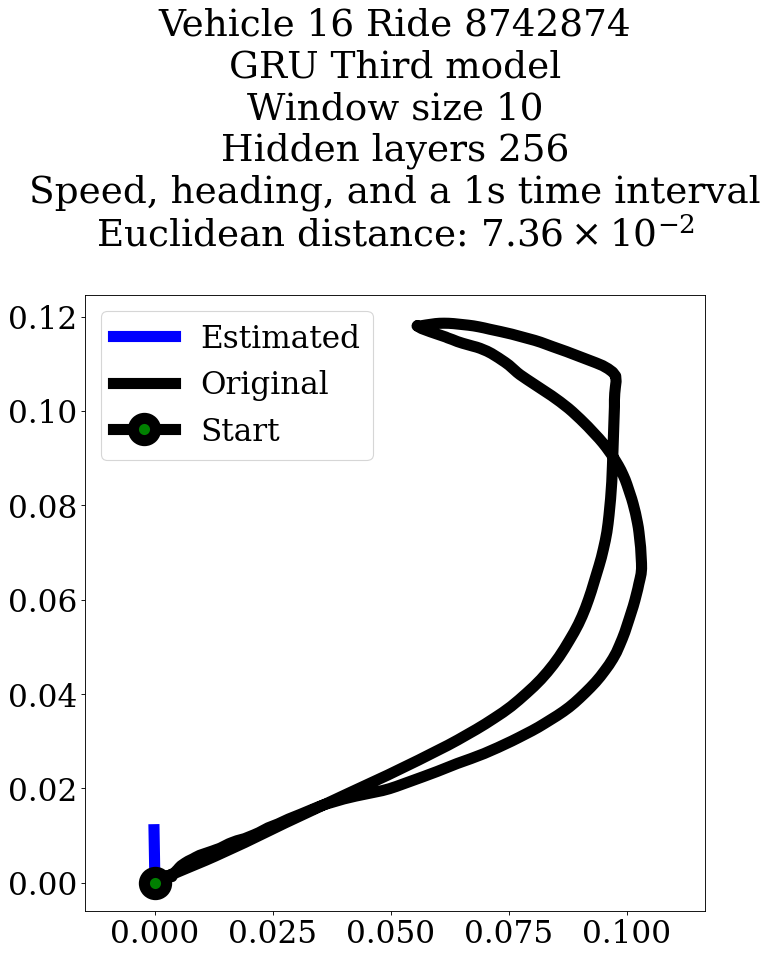 Vehicle 16 Ride 8742874
GRU Third model
Window size 10
Hidden layers 256
Speed, heading, and a 1s time interval
Euclidean distance: 7.36 × 10⁻²
Estimated
Original
Start
0.12
0.10
0.08
0.06
0.04
0.02
0.00
0.000 0.025 0.050 0.075 0.100